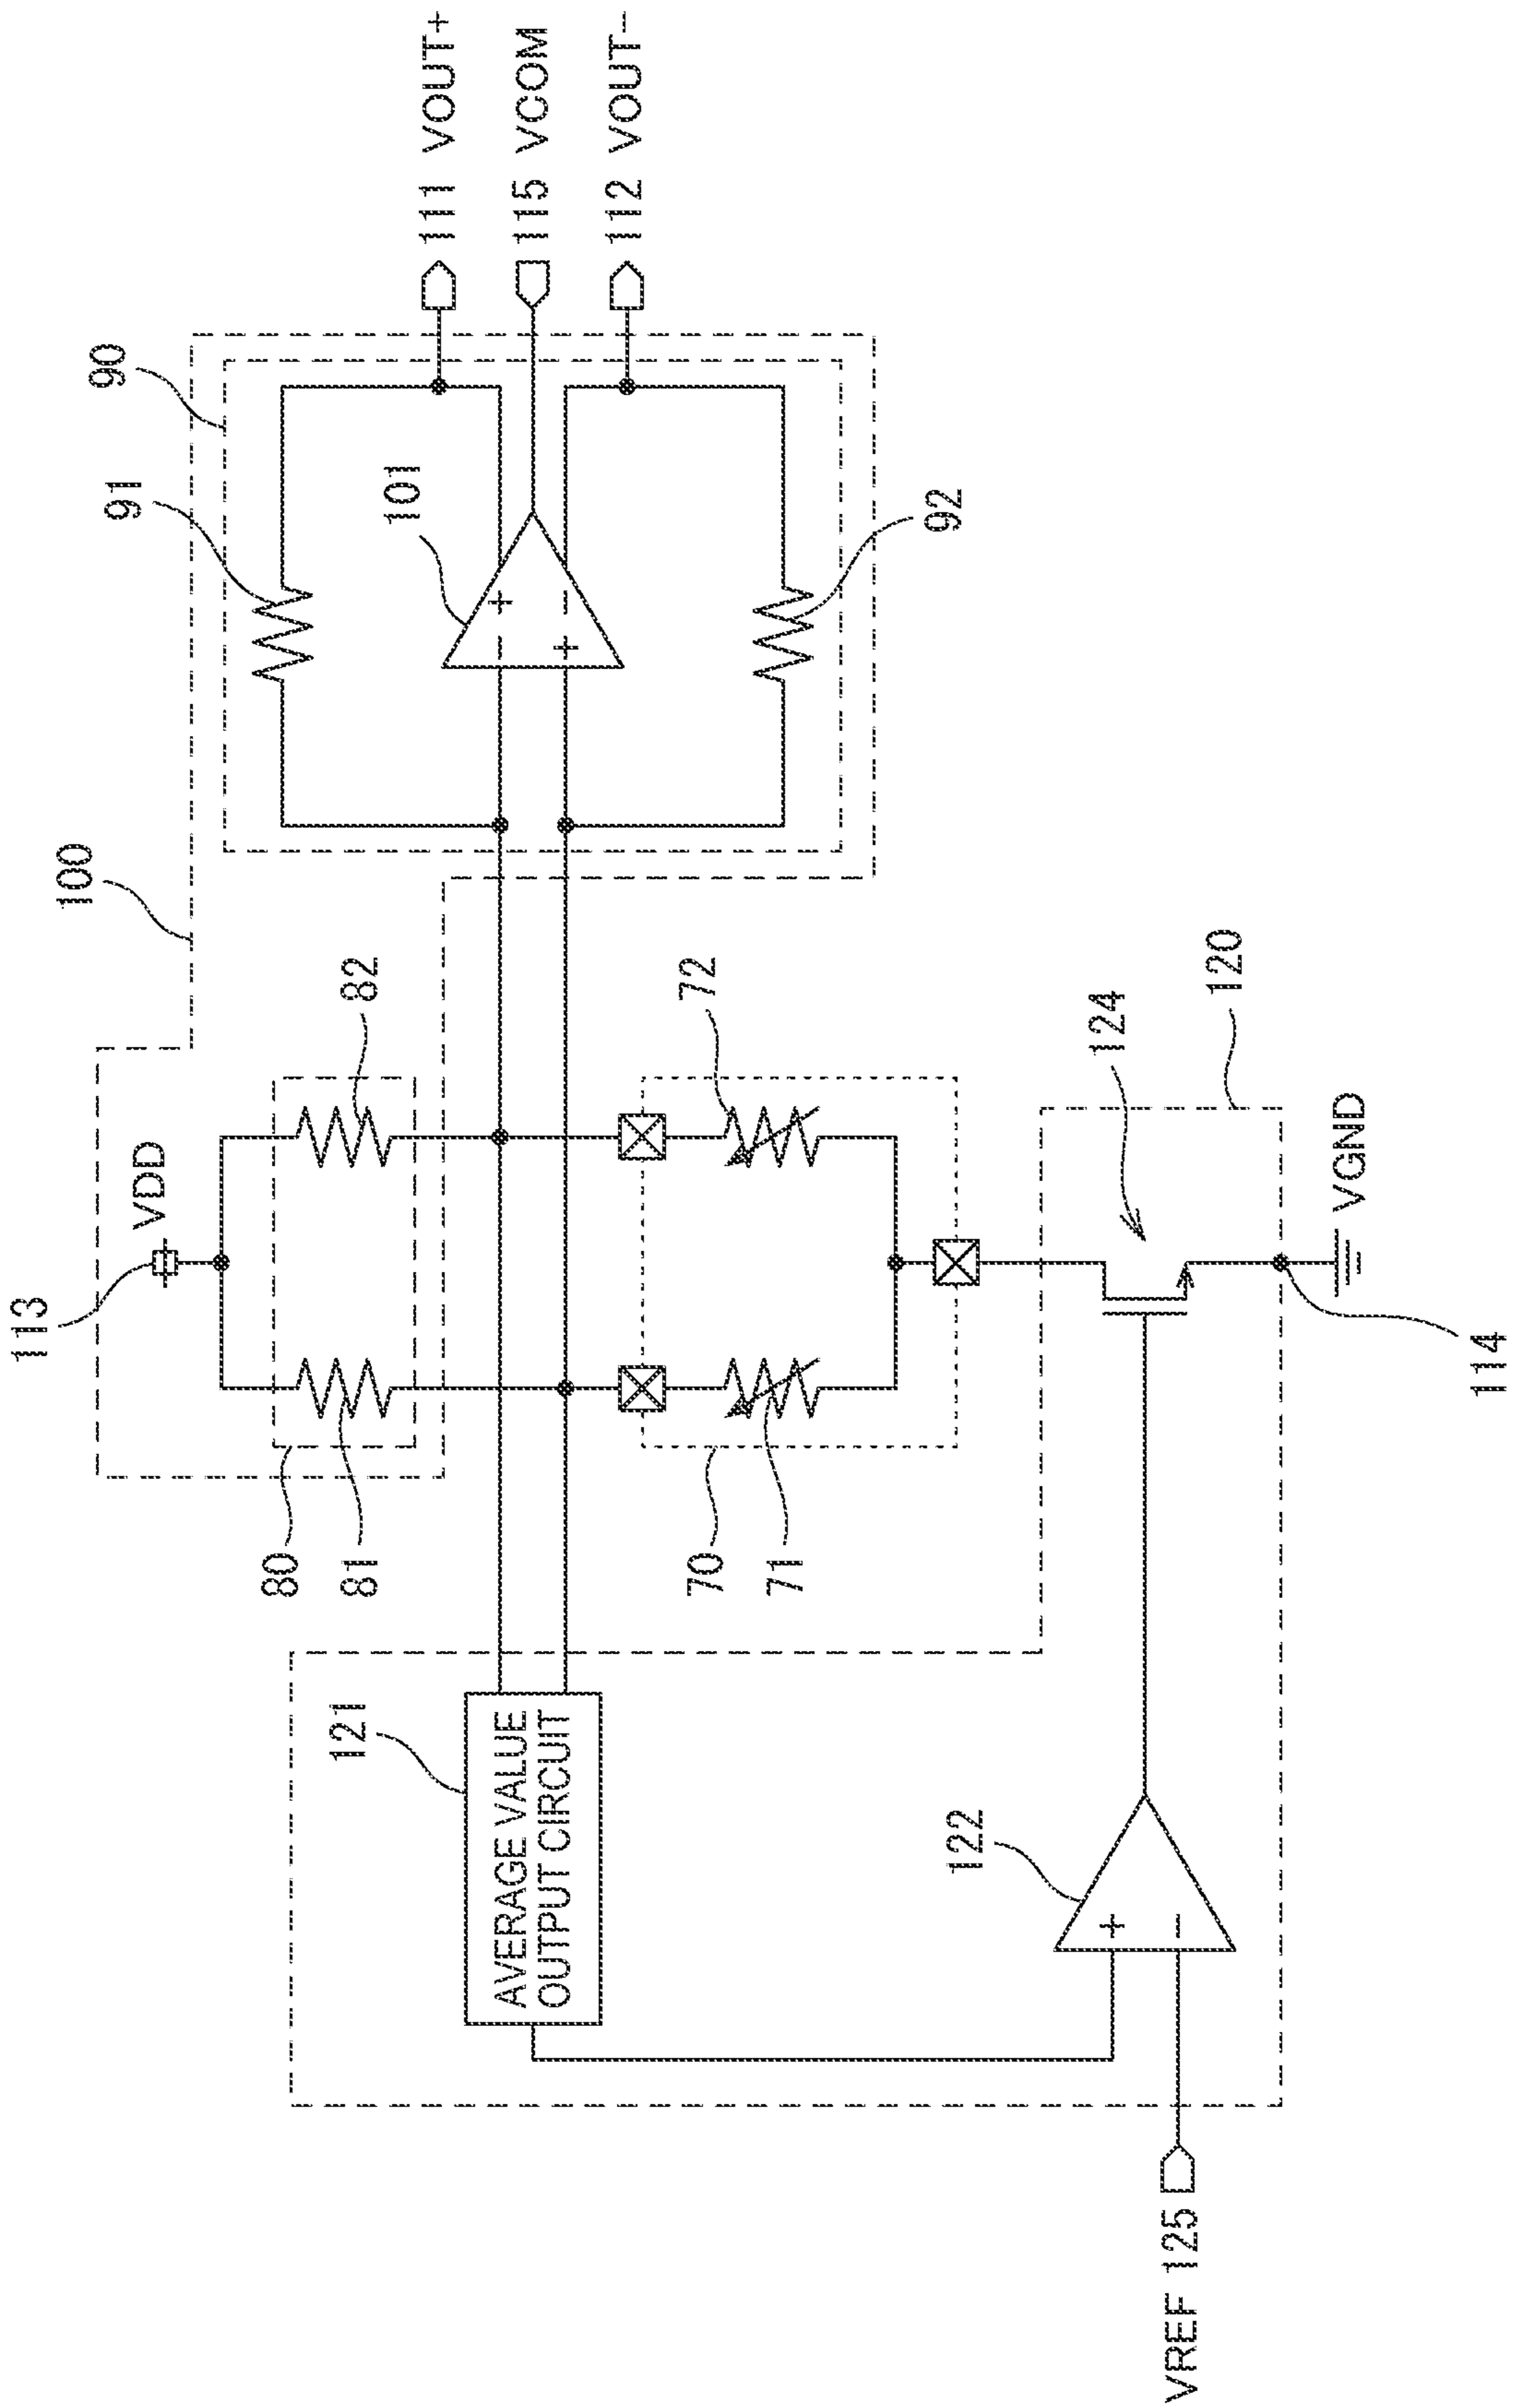 113
VDD
100
90
91
101
111 VOUT+
115 VCOM
112 VOUT−
92
82
80
81
72
70
71
121
AVERAGE VALUE
OUTPUT CIRCUIT
122
124
120
VGND
114
VREF 125
+
−
−
+
+
−